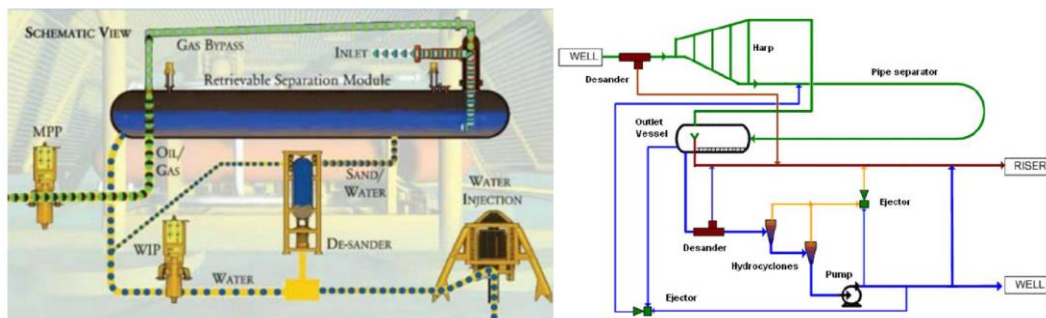 SCHEMATIC VIEW
GAS BYPASS
INLET
Retrievable Separation Module
MPP
OIL/
GAS
SAND/
WATER
WATER
INJECTION
WIP
DE-SANDER
WATER
WELL
Desander
Harp
Pipe separator
Outlet
Vessel
RISER
Ejector
Desander
Hydrocyclones
Pump
WELL
Ejector